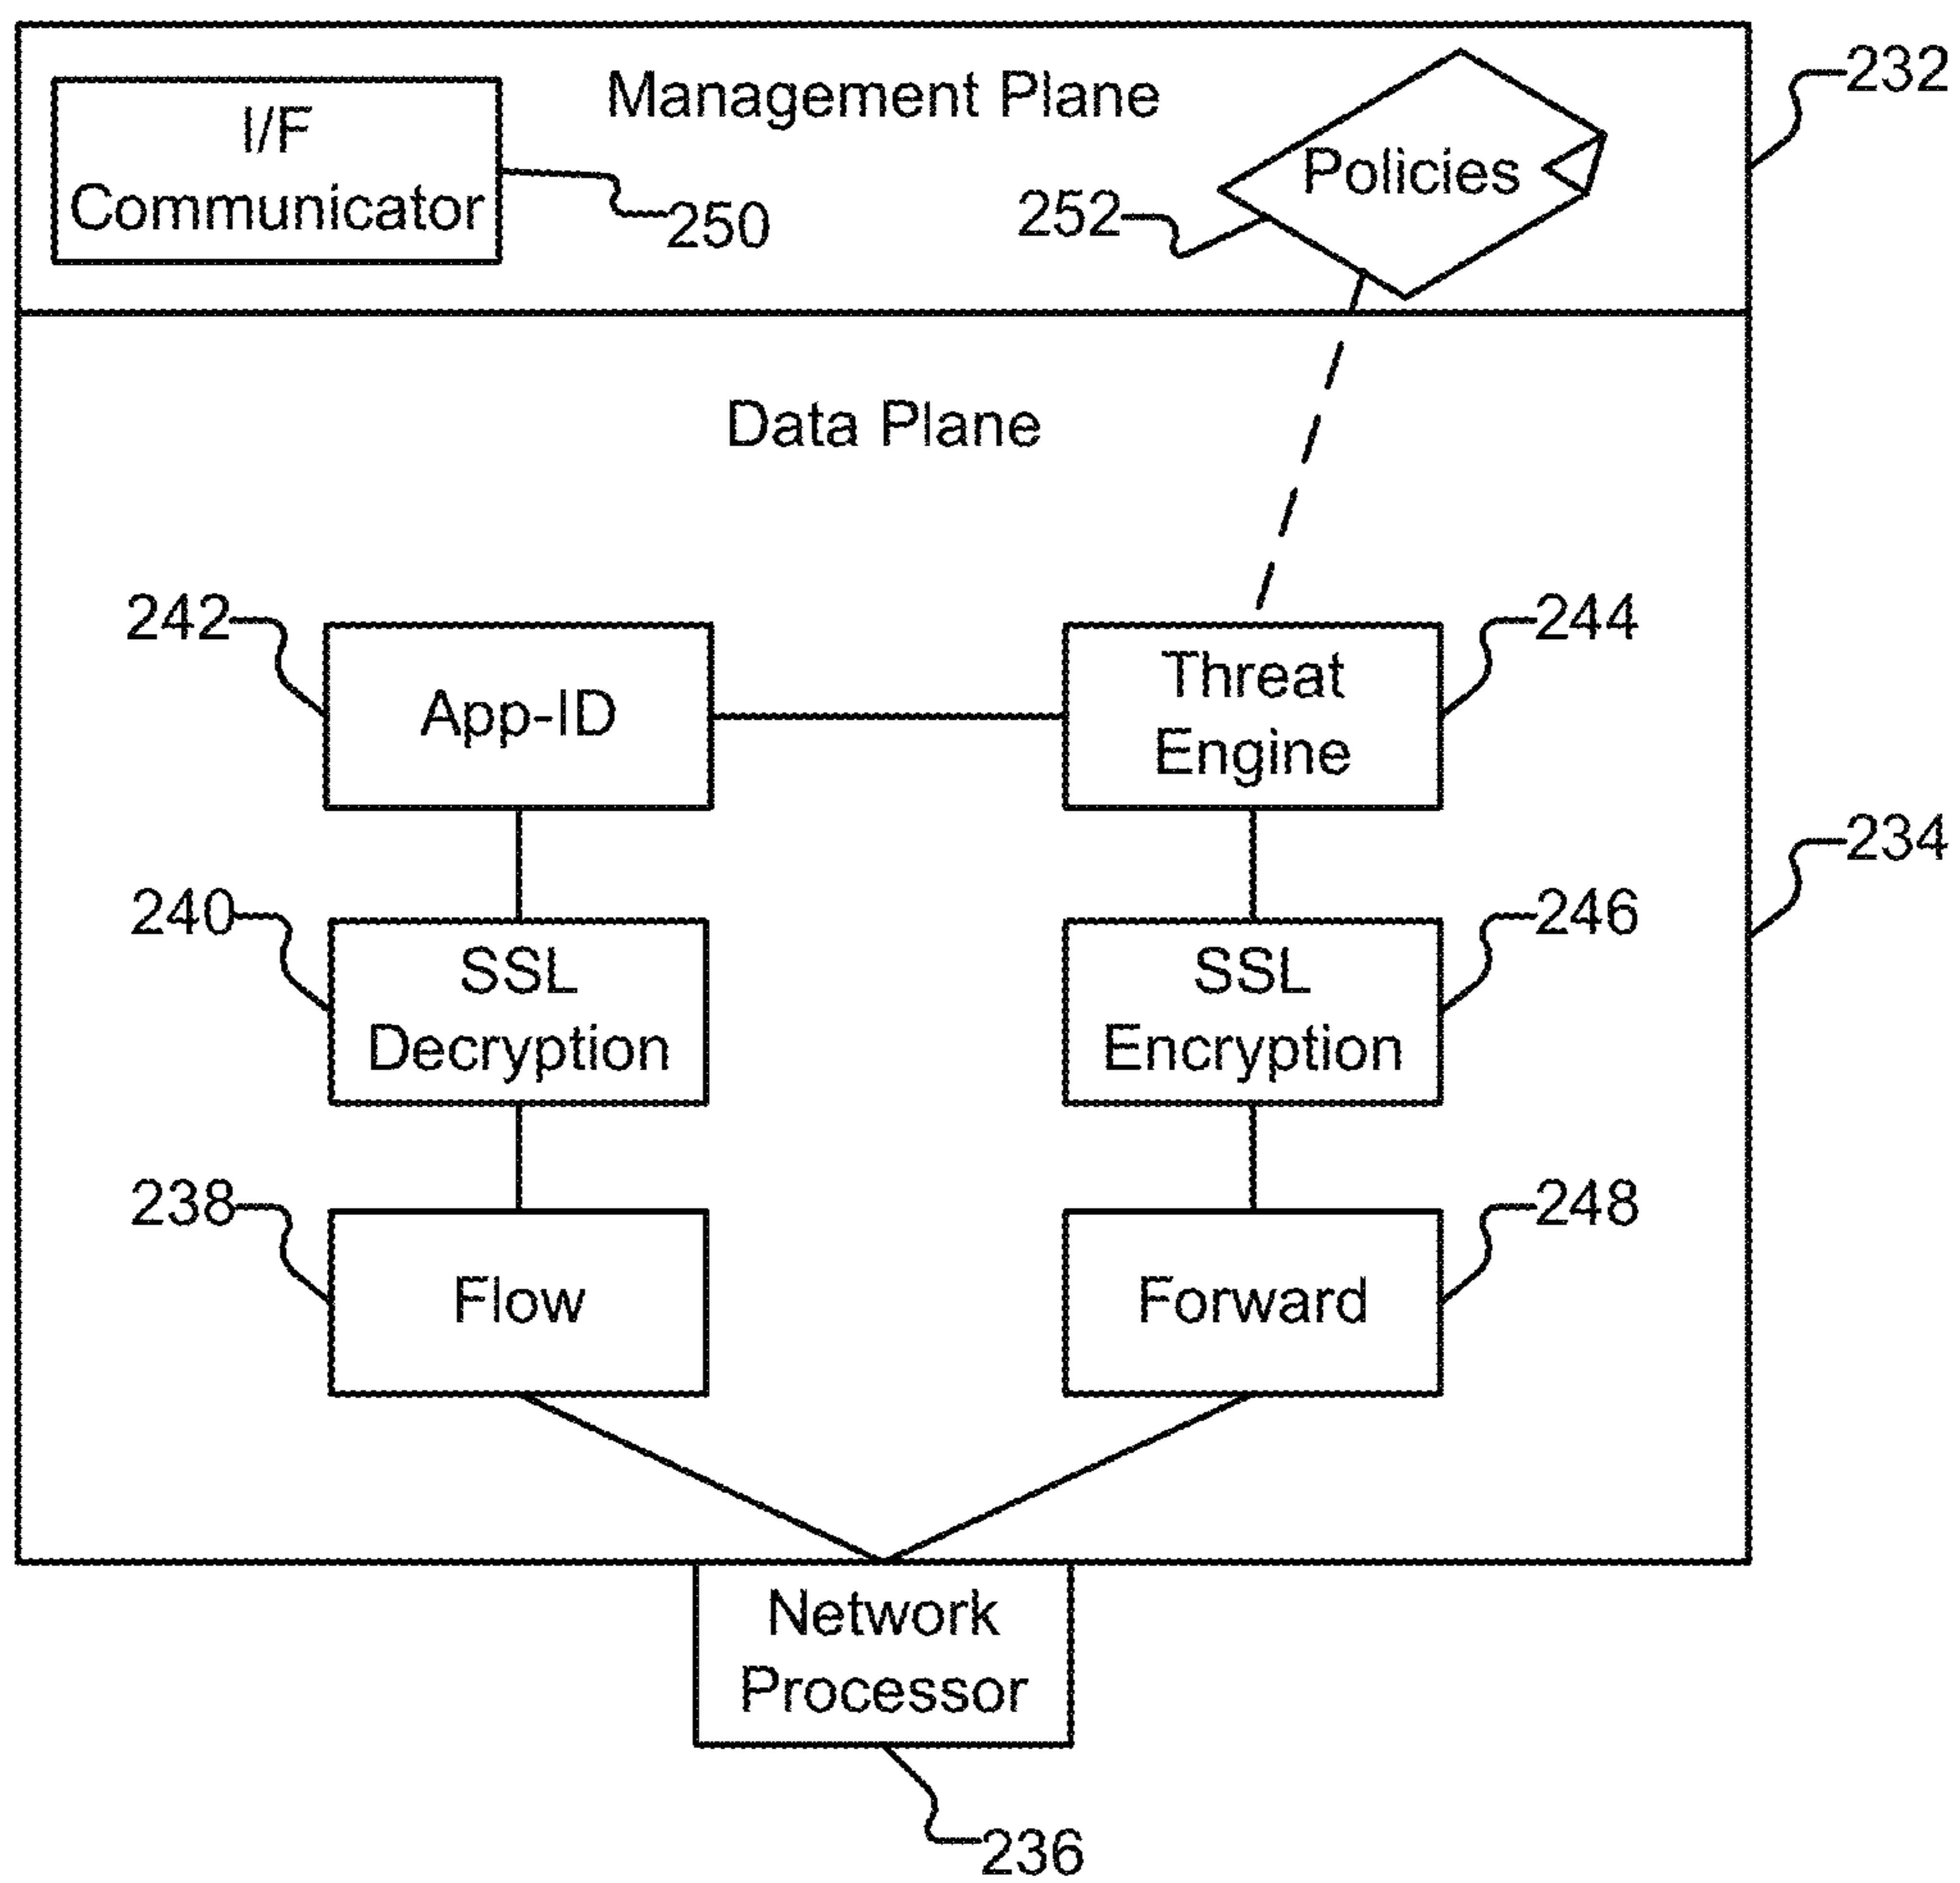 Management Plane
232
I/F
Communicator
250
Policies
252
Data Plane
242
App-ID
Threat
Engine
244
234
240
SSL
Decryption
SSL
Encryption
246
238
Flow
Forward
248
Network
Processor
236